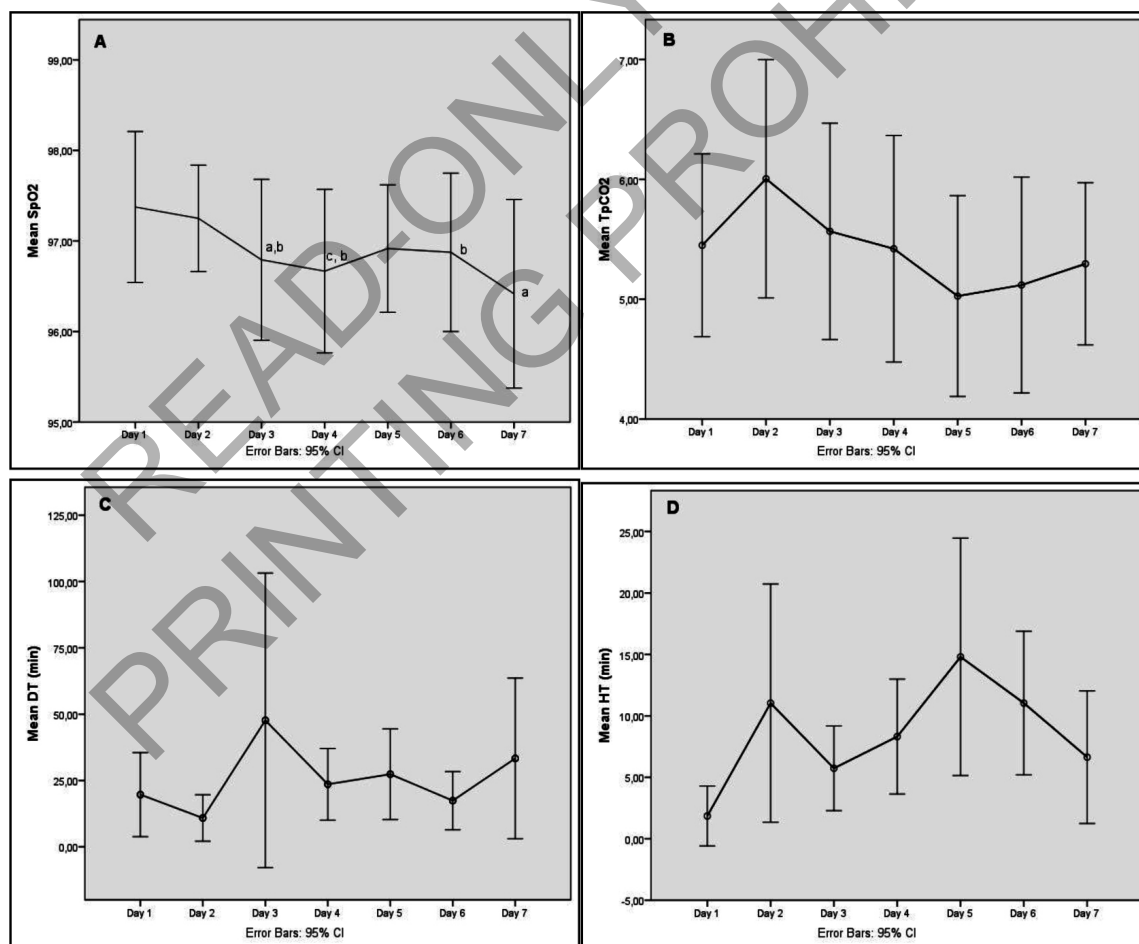 A
Mean SpO2
99,00
98,00
97,00
96,00
95,00
a,b
c, b
b
a
Day 1 Day 2 Day 3 Day 4 Day 5 Day 6 Day 7
Error Bars: 95% CI
B
Mean TpCO2
7,00
6,00
5,00
4,00
Day 1 Day 2 Day 3 Day 4 Day 5 Day6 Day 7
Error Bars: 95% CI
C
Mean DT (min)
125,00
100,00
75,00
50,00
25,00
0,00
Day 1 Day 2 Day 3 Day 4 Day 5 Day 6 Day 7
Error Bars: 95% CI
D
Mean HT (min)
25,00
20,00
15,00
10,00
5,00
0,00
-5,00
Day 1 Day 2 Day 3 Day 4 Day 5 Day 6 Day 7
Error Bars: 95% CI
READ-ONLY
PRINTING PROH